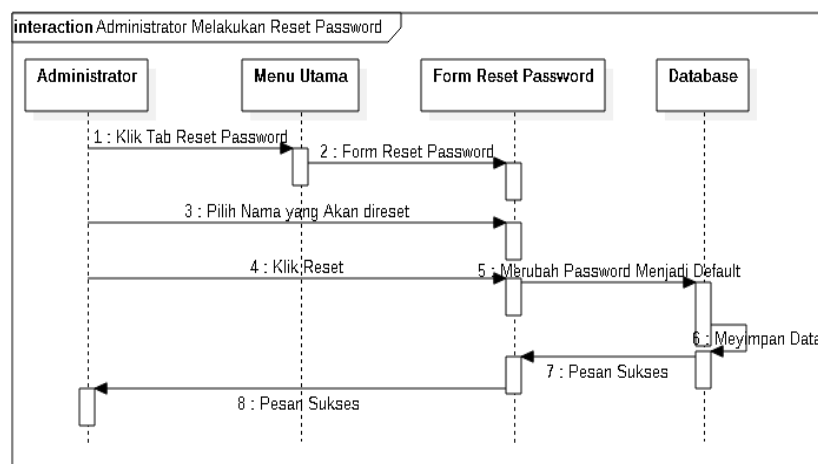 interaction Administrator Melakukan Reset Password
Administrator
Menu Utama
Form Reset Password
Database
1 : Klik Tab Reset Password
2 : Form Reset Password
3 : Pilih Nama yang Akan direset
4 : Klik Reset
5 : Merubah Password Menjadi Default
6 : Meyimpan Data
7 : Pesan Sukses
8 : Pesan Sukses